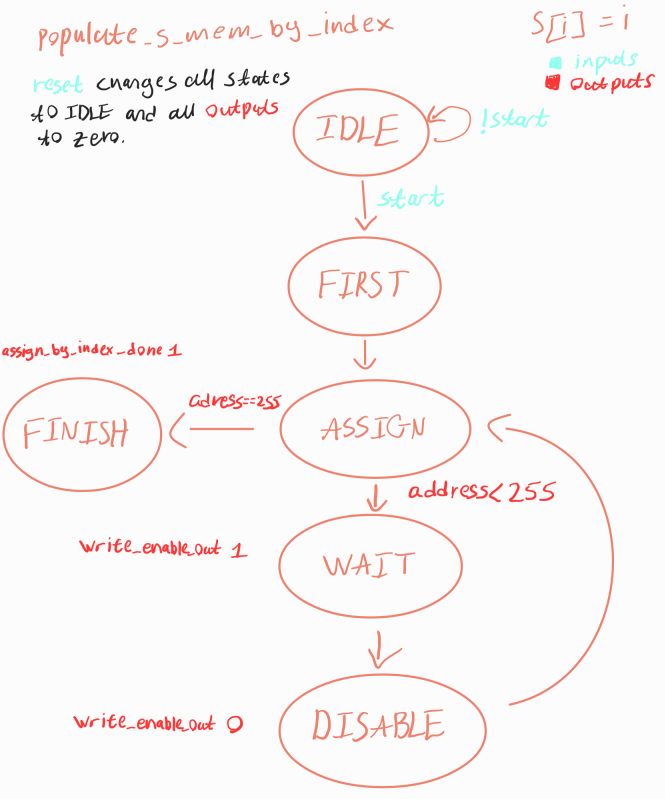 populate_s_mem_by_index
S[i] = i
inputs
outputs
reset changes all states
to IDLE and all outputs
to zero.
IDLE
!start
start
FIRST
assign_by_index_done 1
adress==255
FINISH
ASSIGN
address<255
write_enable_out 1
WAIT
write_enable_out 0
DISABLE